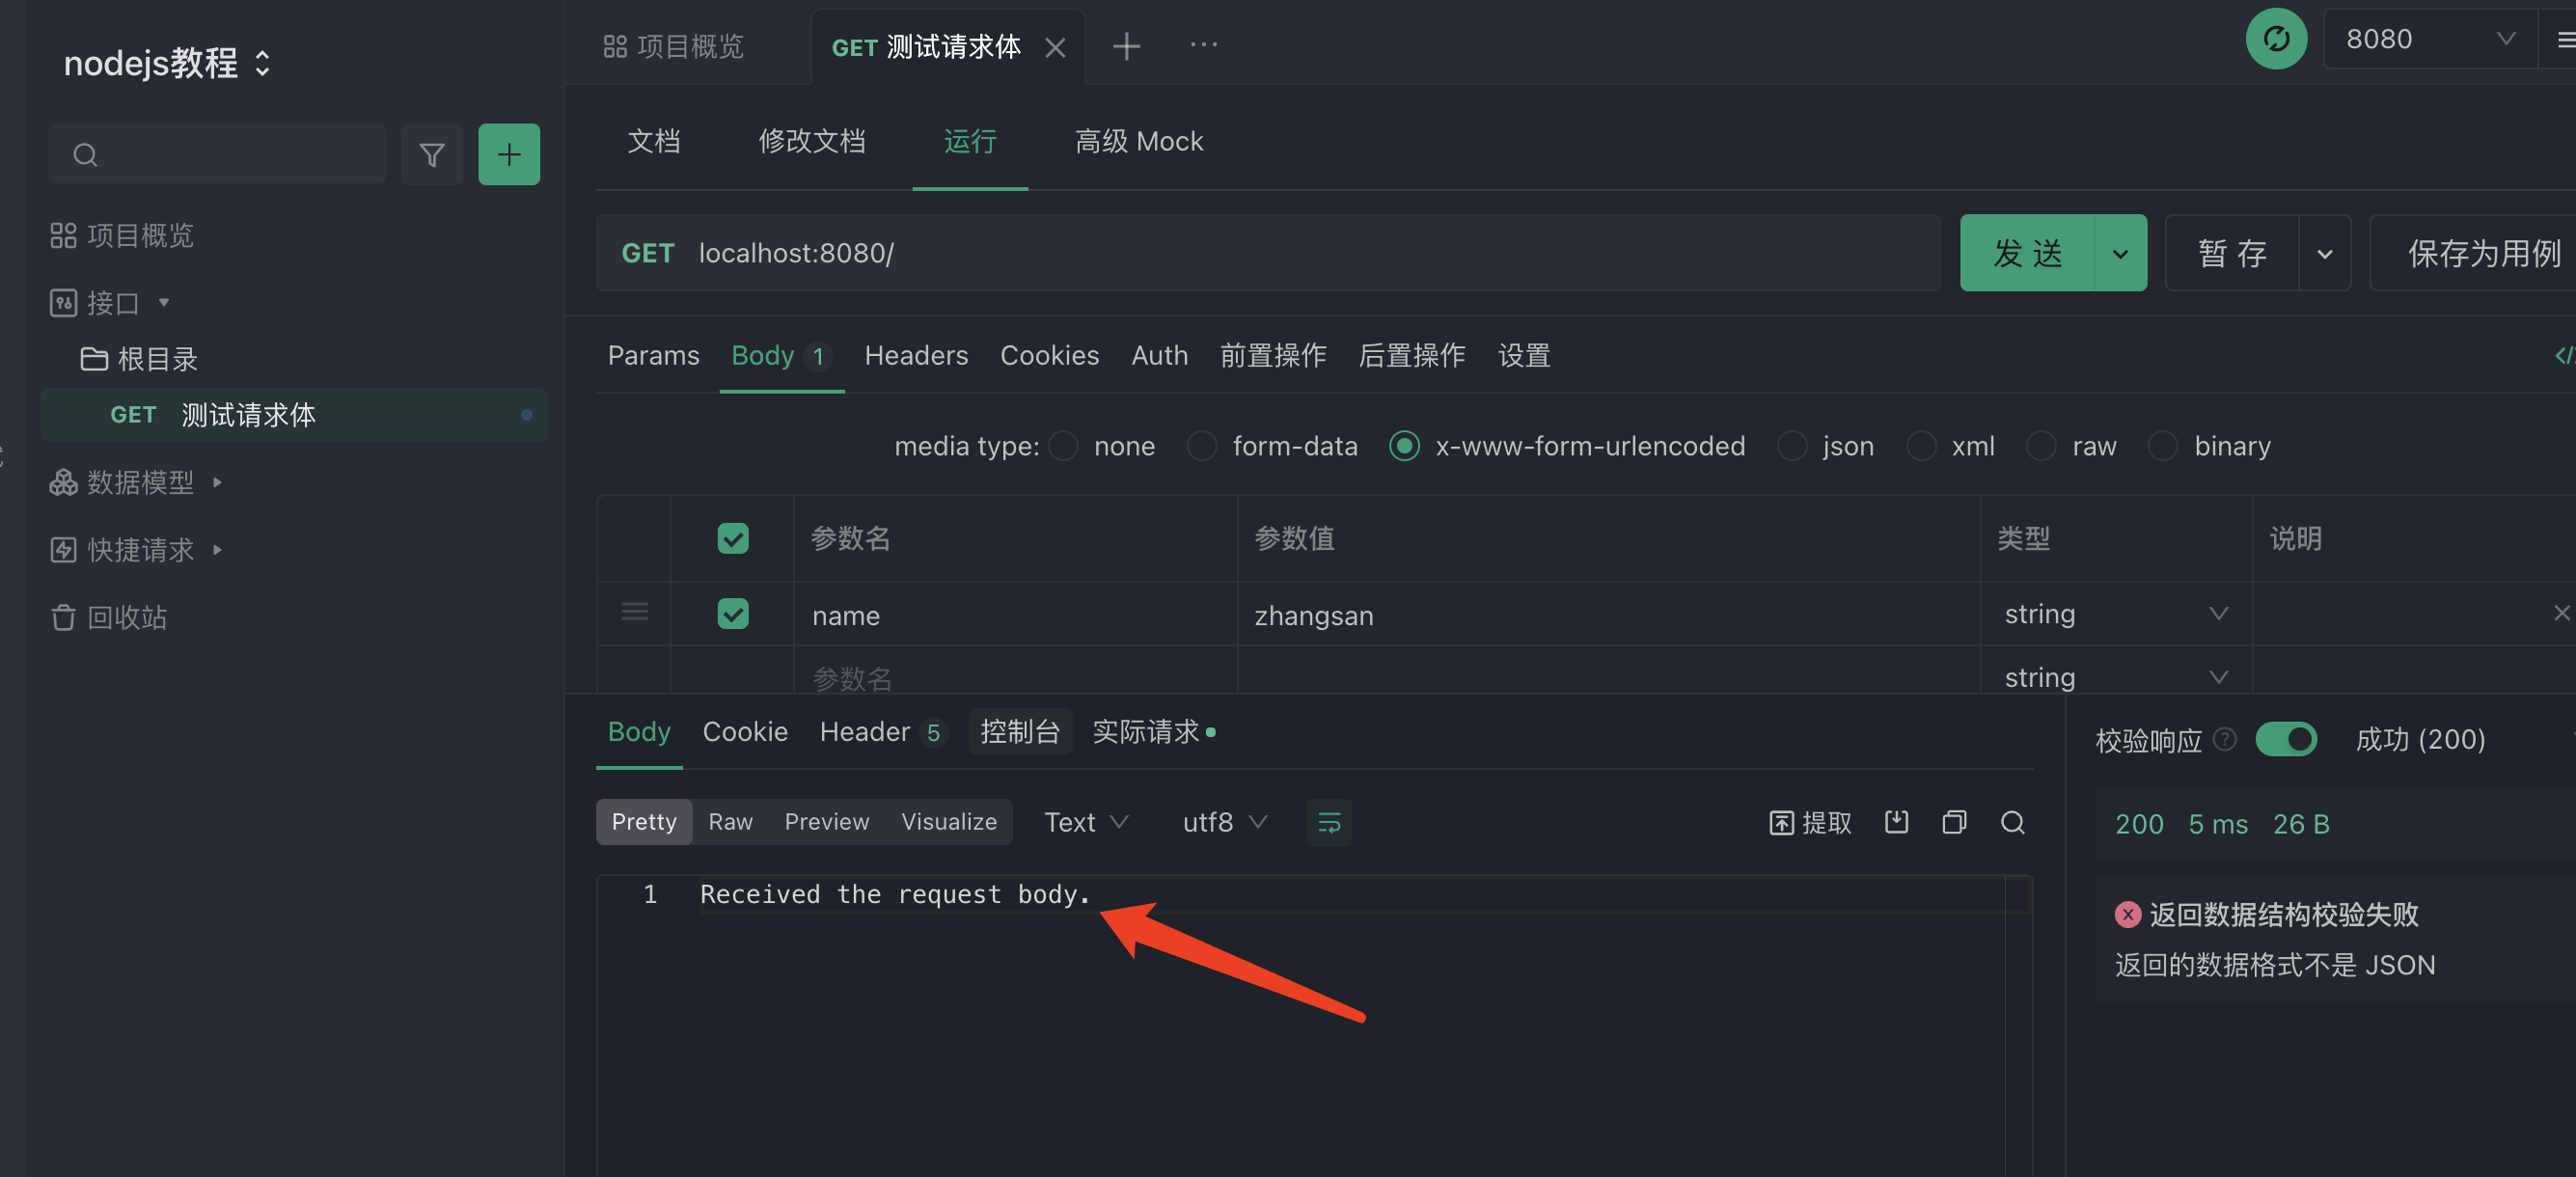 nodejs教程
项目概览
接口
根目录
GET 测试请求体
数据模型
快捷请求
回收站
项目概览 GET 测试请求体 ···
8080
文档 修改文档 运行 高级 Mock
GET localhost:8080/ 发 送 暂 存 保存为用例
Params Body 1 Headers Cookies Auth 前置操作 后置操作 设置
media type: none form-data x-www-form-urlencoded json xml raw binary
参数名 参数值 类型 说明
name zhangsan string
参数名 string
Body Cookie Header 5 控制台 实际请求
Pretty Raw Preview Visualize Text utf8 提取
1 Received the request body.
校验响应 ? 成功 (200)
200 5 ms 26 B
返回数据结构校验失败
返回的数据格式不是 JSON